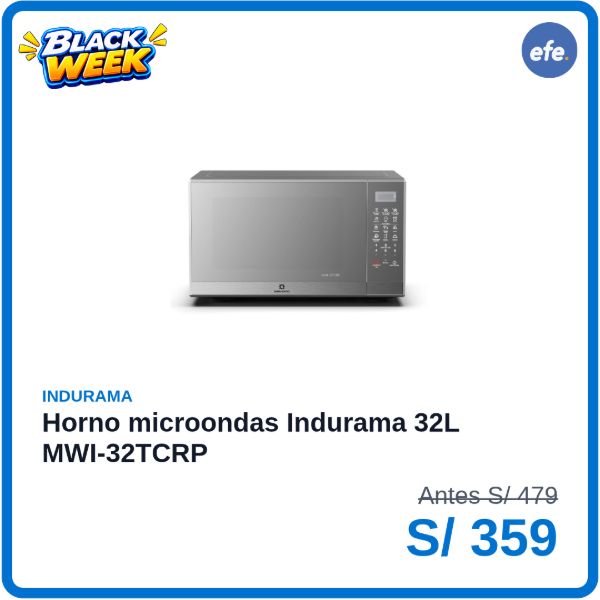 BLACK
WEEK
efe.
INDURAMA
Horno microondas Indurama 32L
MWI-32TCRP
Antes S/ 479
S/ 359